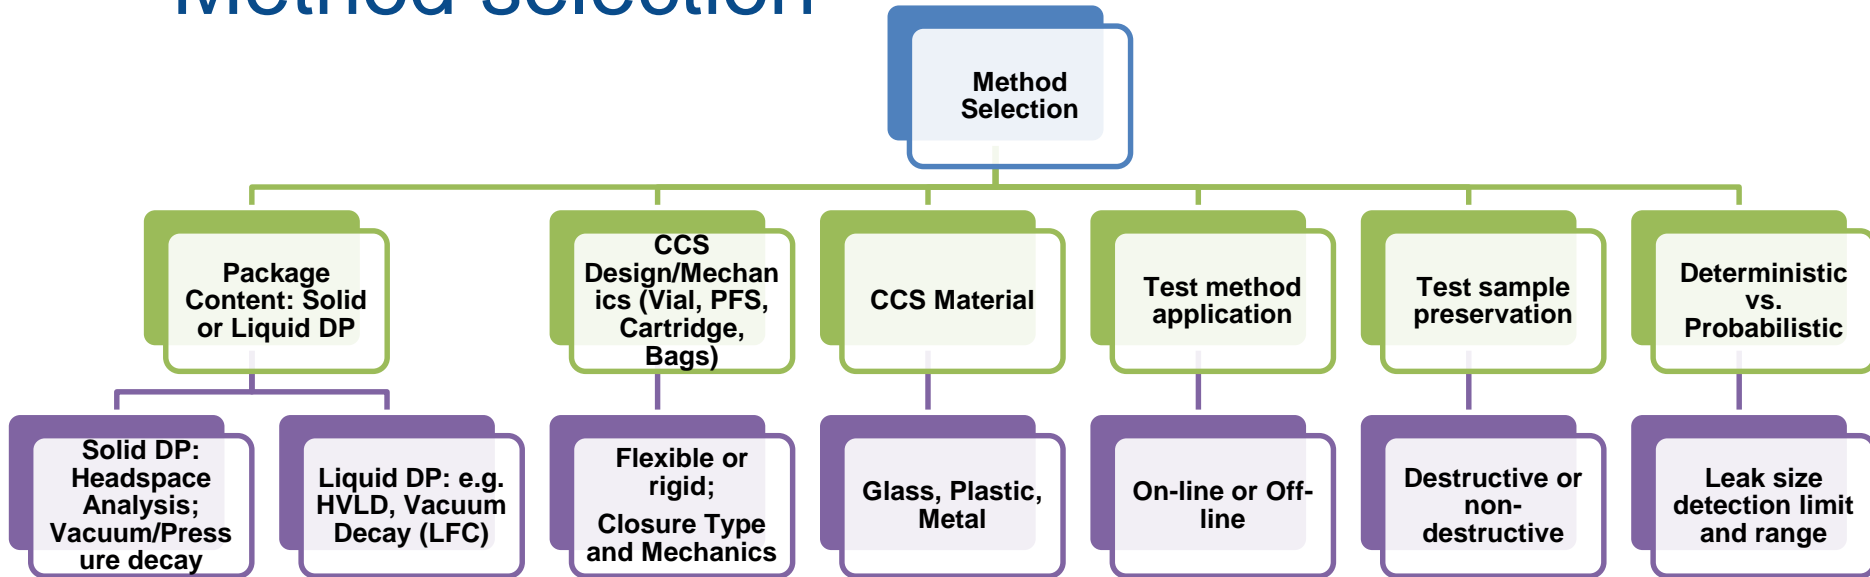 Method selection
Method
Selection
Package
Content: Solid
or Liquid DP
CCS
Design/Mechan
ics (Vial, PFS,
Cartridge,
Bags)
CCS Material
Test method
application
Test sample
preservation
Deterministic
vs.
Probabilistic
Solid DP:
Headspace
Analysis;
Vacuum/Press
ure decay
Liquid DP: e.g.
HVLD, Vacuum
Decay (LFC)
Flexible or
rigid;
Closure Type
and Mechanics
Glass, Plastic,
Metal
On-line or Off-
line
Destructive or
non-
destructive
Leak size
detection limit
and range